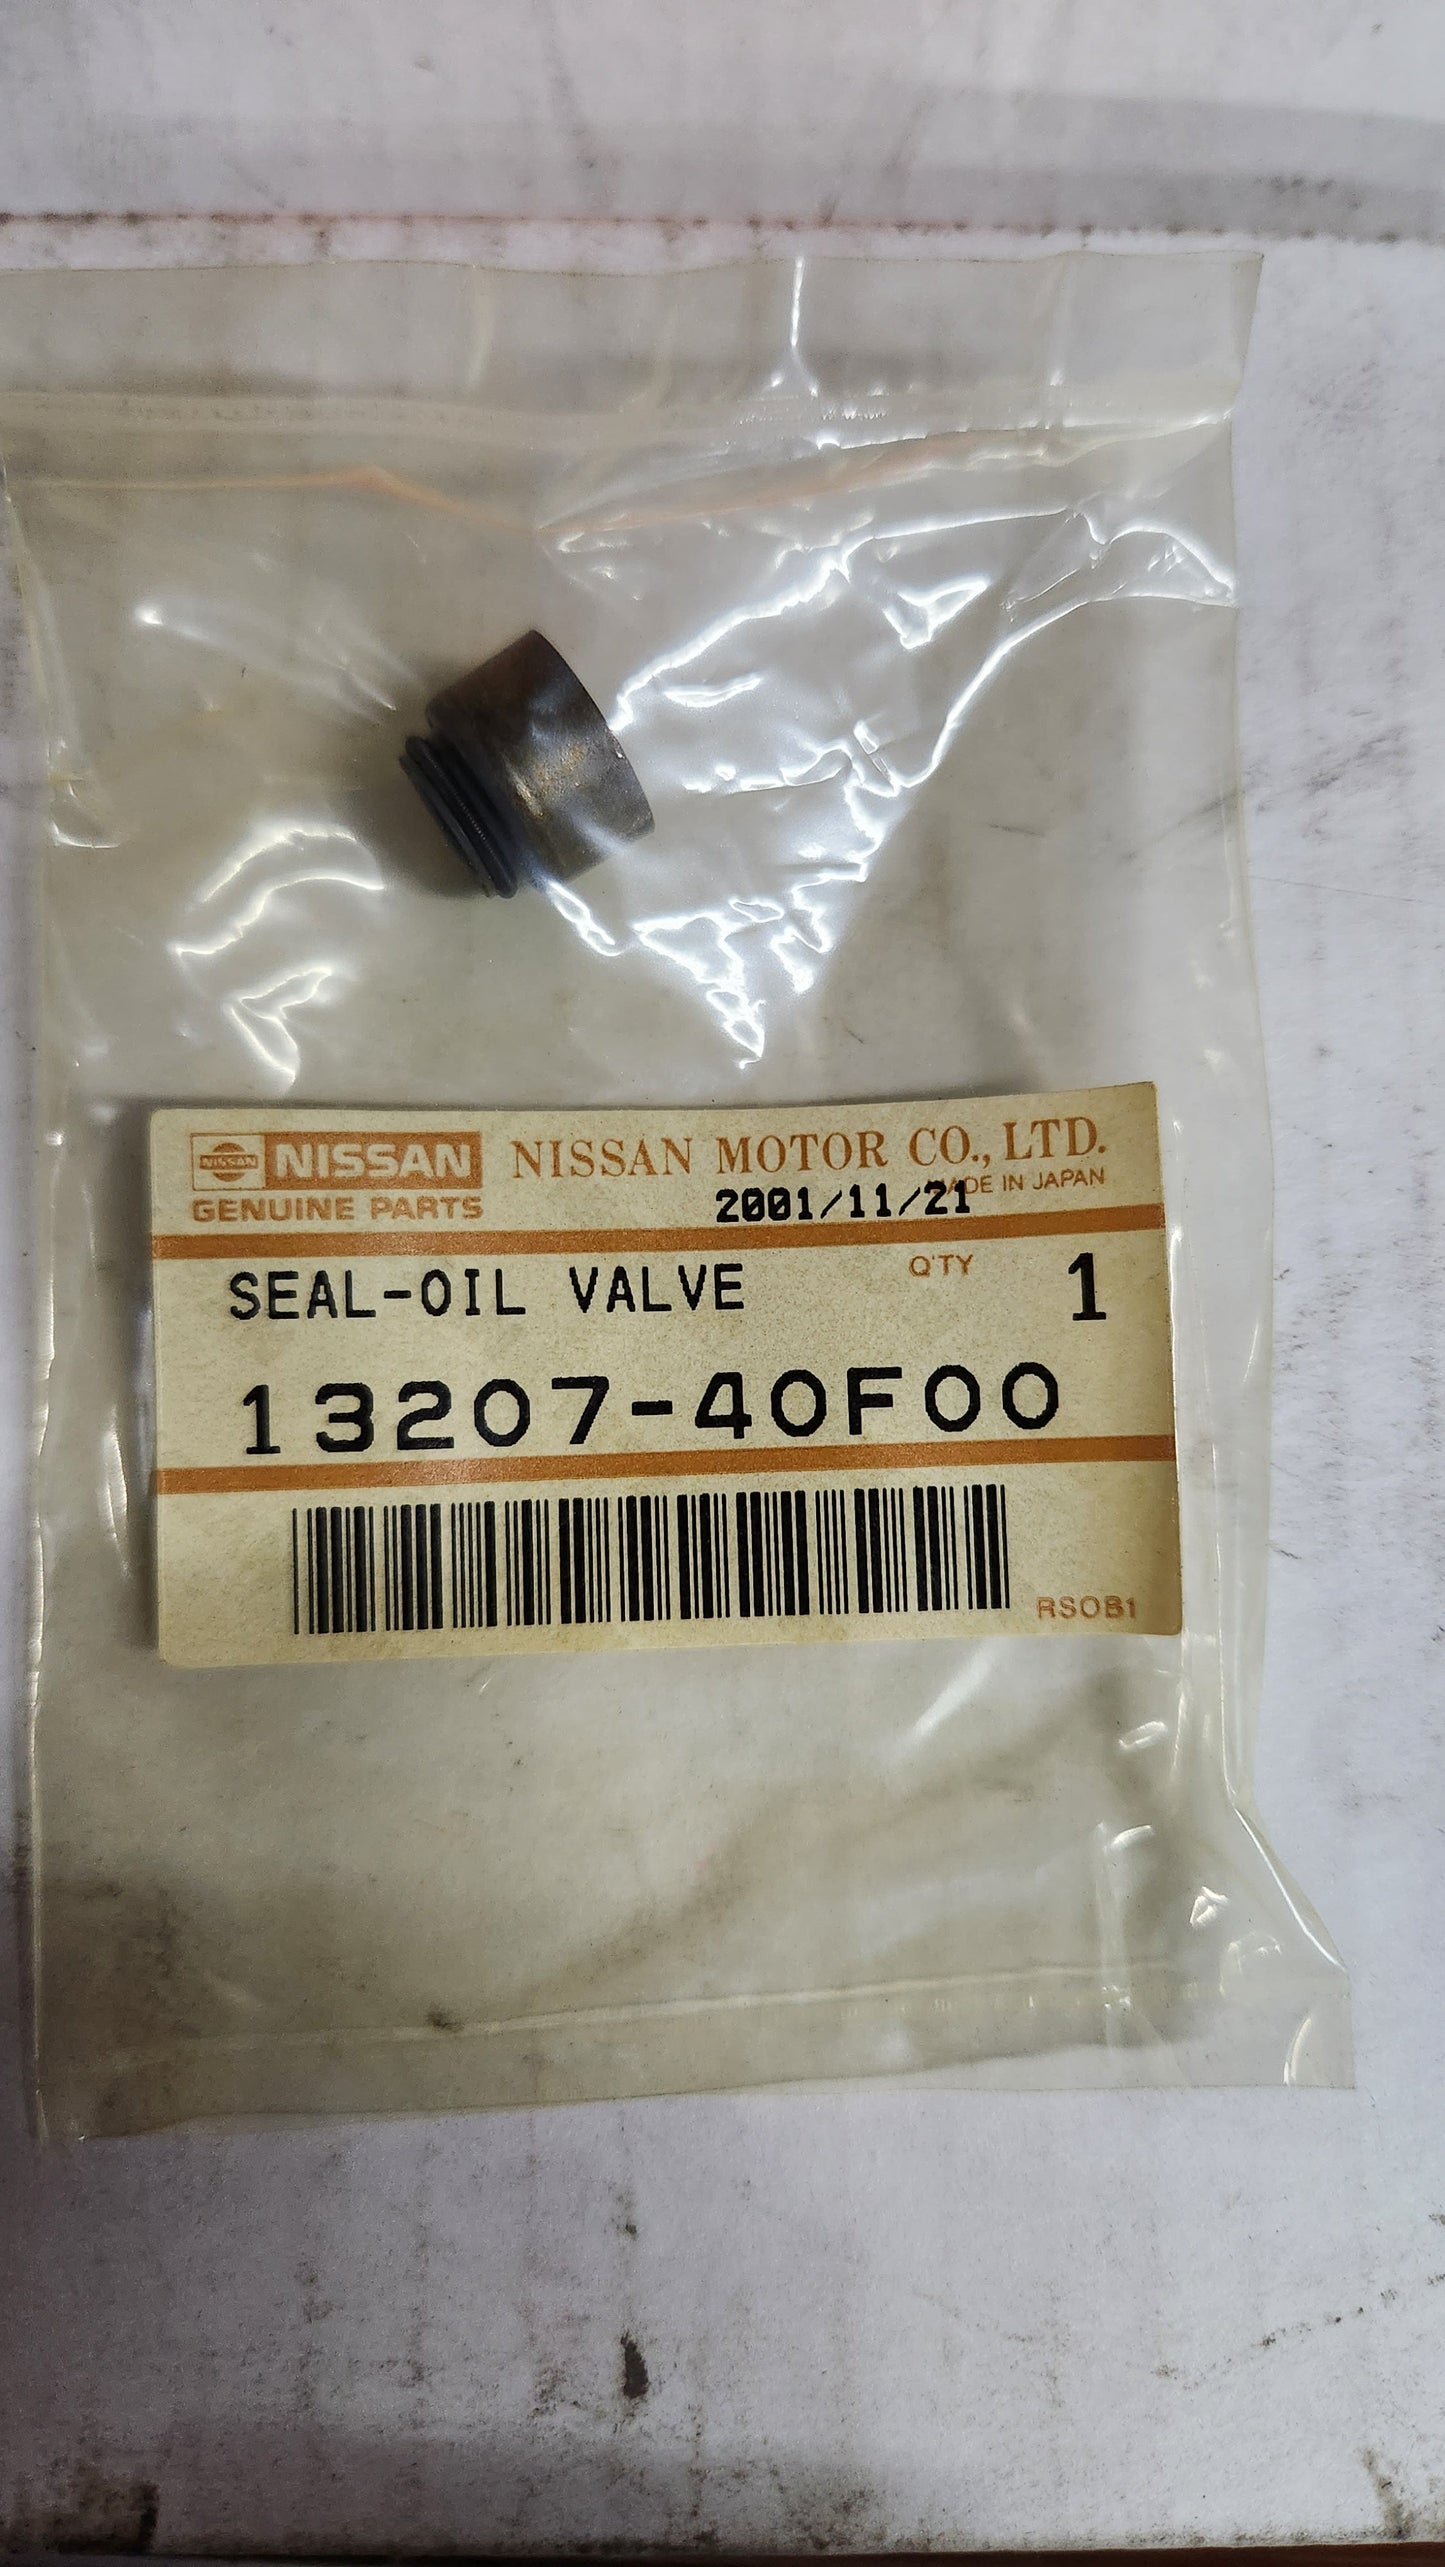 NISSAN NISSAN NISSAN MOTOR CO., LTD.
GENUINE PARTS MADE IN JAPAN
2001/11/21
SEAL-OIL VALVE Q'TY 1
13207-40F00
RSOB1